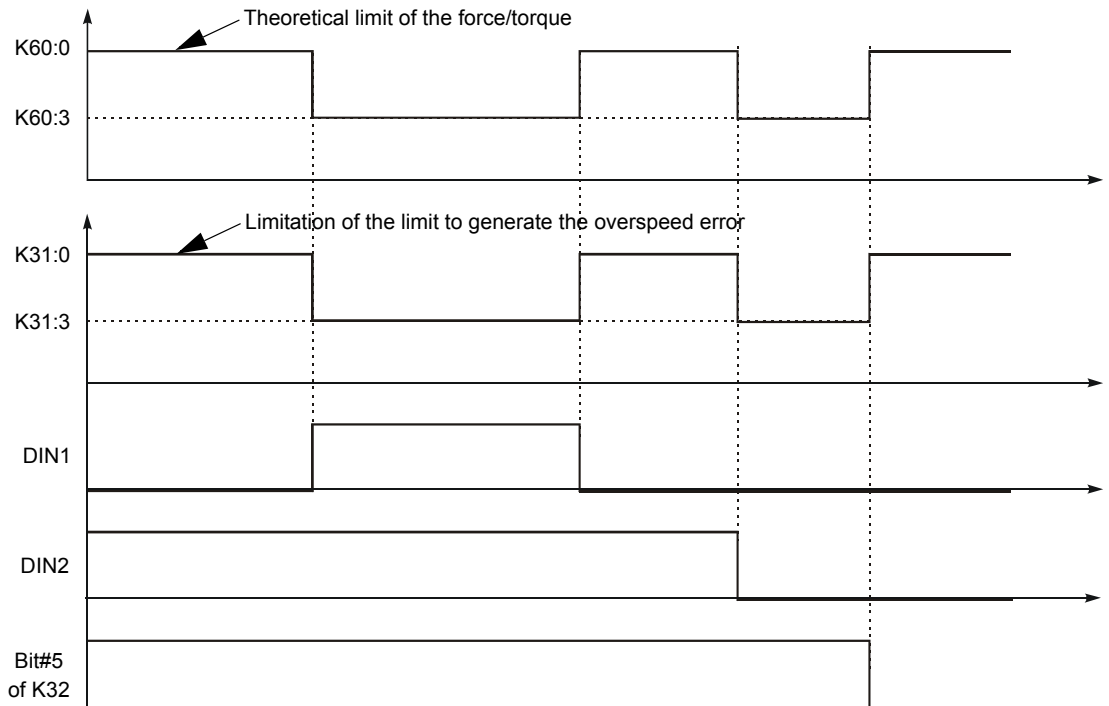 Theoretical limit of the force/torque
K60:0
K60:3
Limitation of the limit to generate the overspeed error
K31:0
K31:3
DIN1
DIN2
Bit#5
of K32